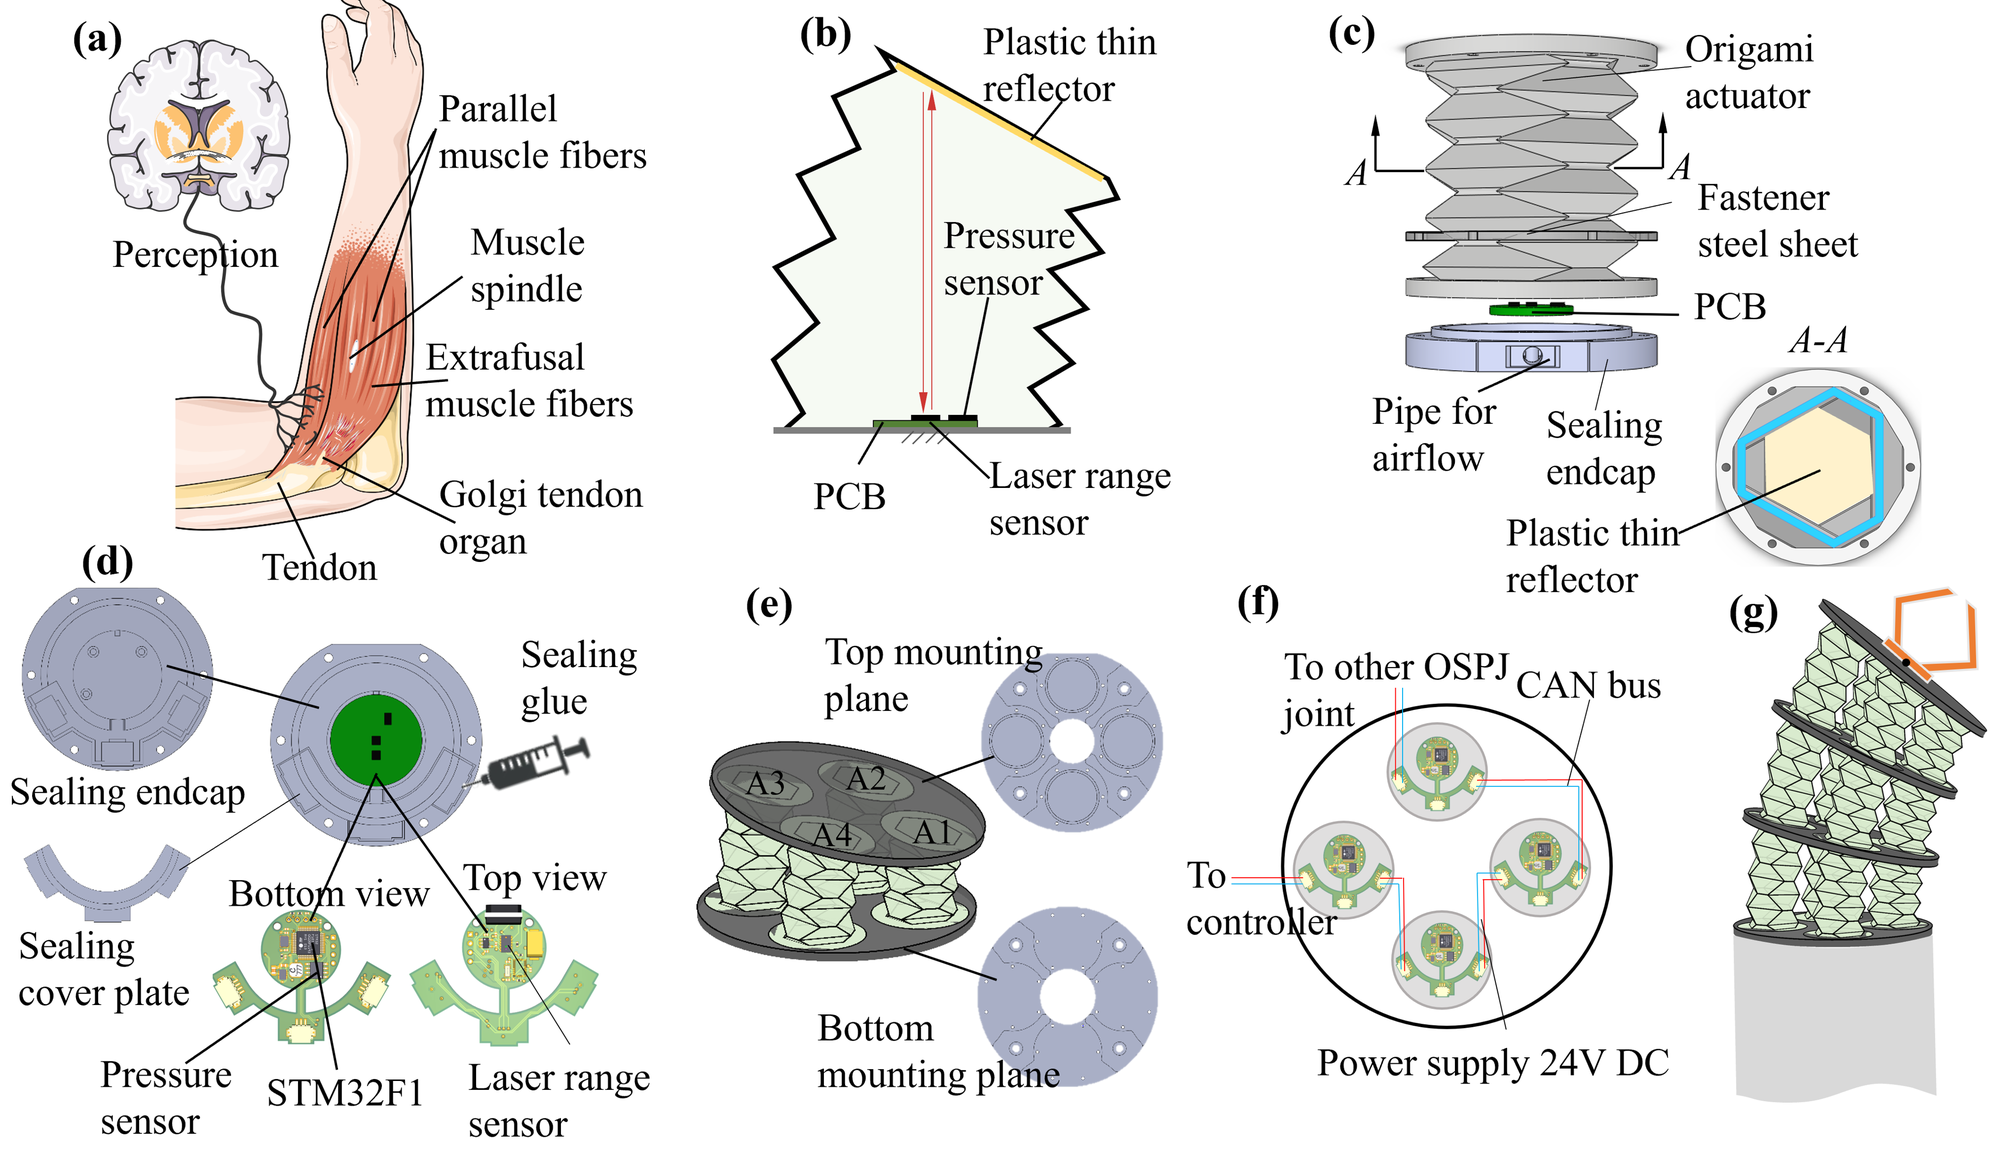 (a)
Perception
Parallel
muscle fibers
Muscle
spindle
Extrafusal
muscle fibers
Golgi tendon
organ
Tendon
(b)
Plastic thin
reflector
Pressure
sensor
PCB
Laser range
sensor
(c)
Origami
actuator
A
A
Fastener
steel sheet
PCB
A-A
Pipe for
airflow
Sealing
endcap
Plastic thin
reflector
(d)
Sealing endcap
Sealing
glue
Sealing
cover plate
Bottom view
Top view
Pressure
sensor
STM32F1
Laser range
sensor
(e)
Top mounting
plane
A3
A2
A4
A1
Bottom
mounting plane
(f)
To other OSPJ
joint
CAN bus
To
controller
Power supply 24V DC
(g)